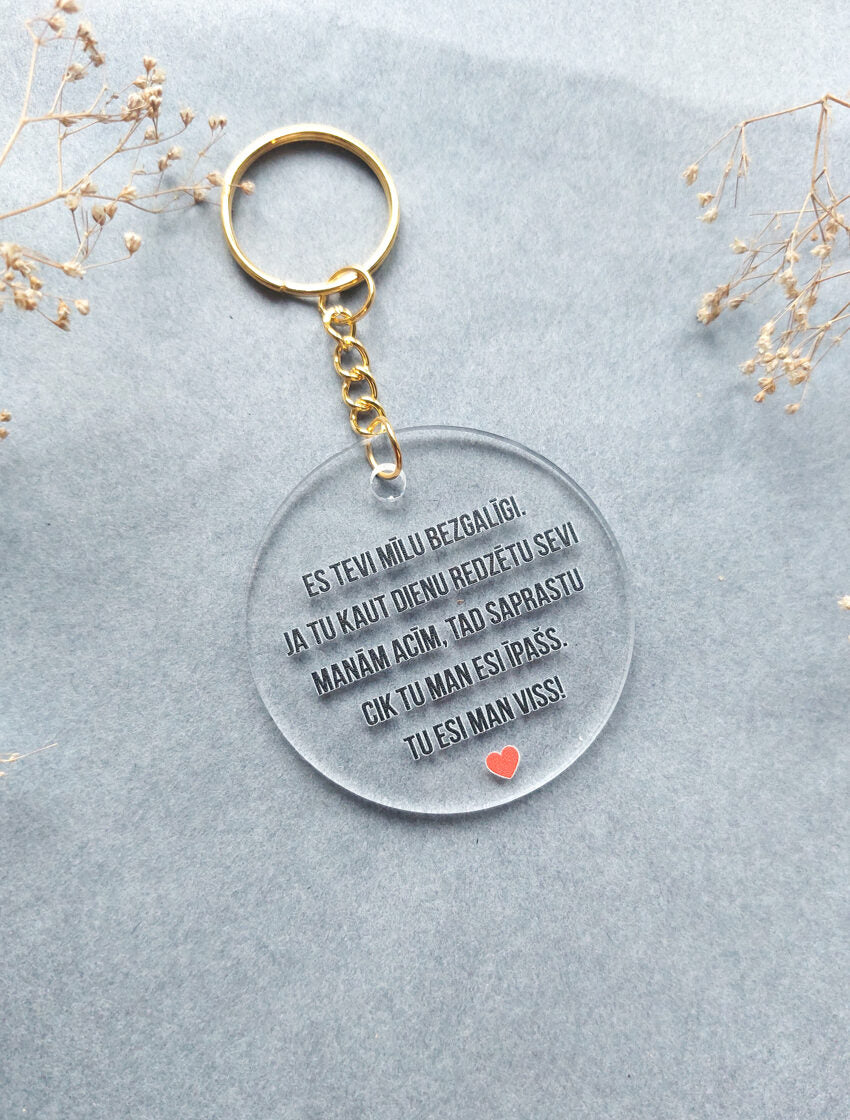 ES TEVI MĪLU BEZGALĪGI.
JA TU KAUT DIENU REDZĒTU SEVI
MANĀM ACĪM, TAD SAPRASTU
CIK TU MAN ESI ĪPAŠS.
TU ESI MAN VISS!